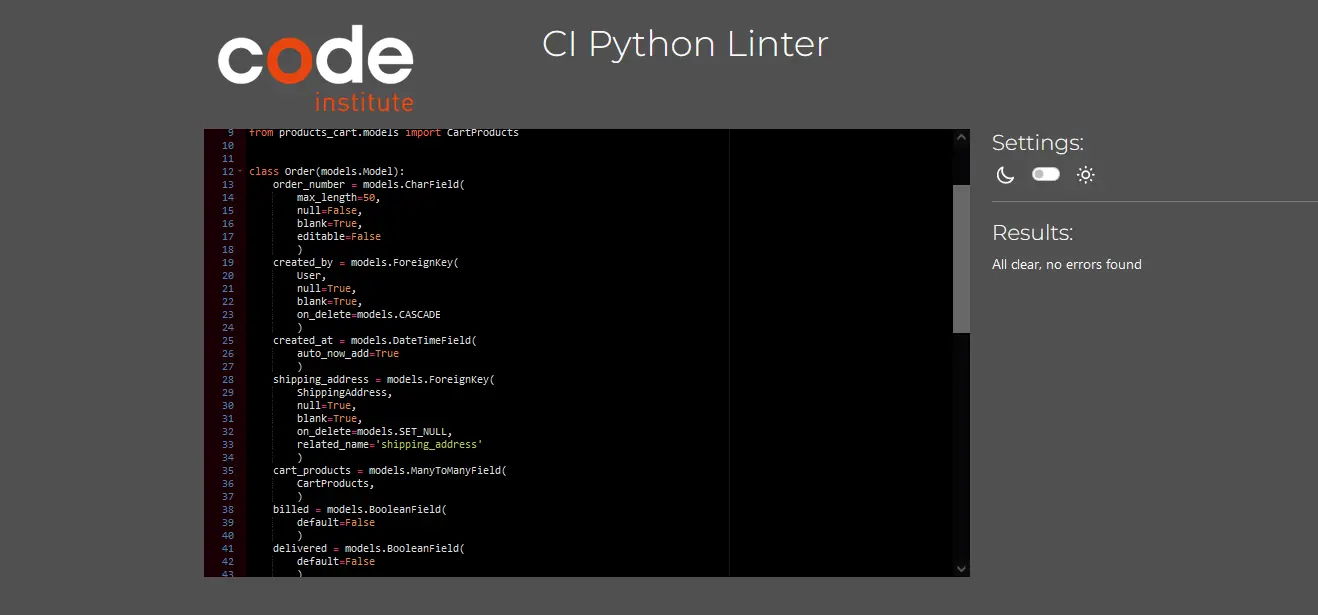 code
institute
CI Python Linter
9 from products_cart.models import CartProducts
10
11
12 class Order(models.Model):
13     order_number = models.CharField(
14         max_length=50,
15         null=False,
16         blank=True,
17         editable=False
18         )
19     created_by = models.ForeignKey(
20         User,
21         null=True,
22         blank=True,
23         on_delete=models.CASCADE
24         )
25     created_at = models.DateTimeField(
26         auto_now_add=True
27         )
28     shipping_address = models.ForeignKey(
29         ShippingAddress,
30         null=True,
31         blank=True,
32         on_delete=models.SET_NULL,
33         related_name='shipping_address'
34         )
35     cart_products = models.ManyToManyField(
36         CartProducts,
37         )
38     billed = models.BooleanField(
39         default=False
40         )
41     delivered = models.BooleanField(
42         default=False
43         )
Settings:
Results:
All clear, no errors found